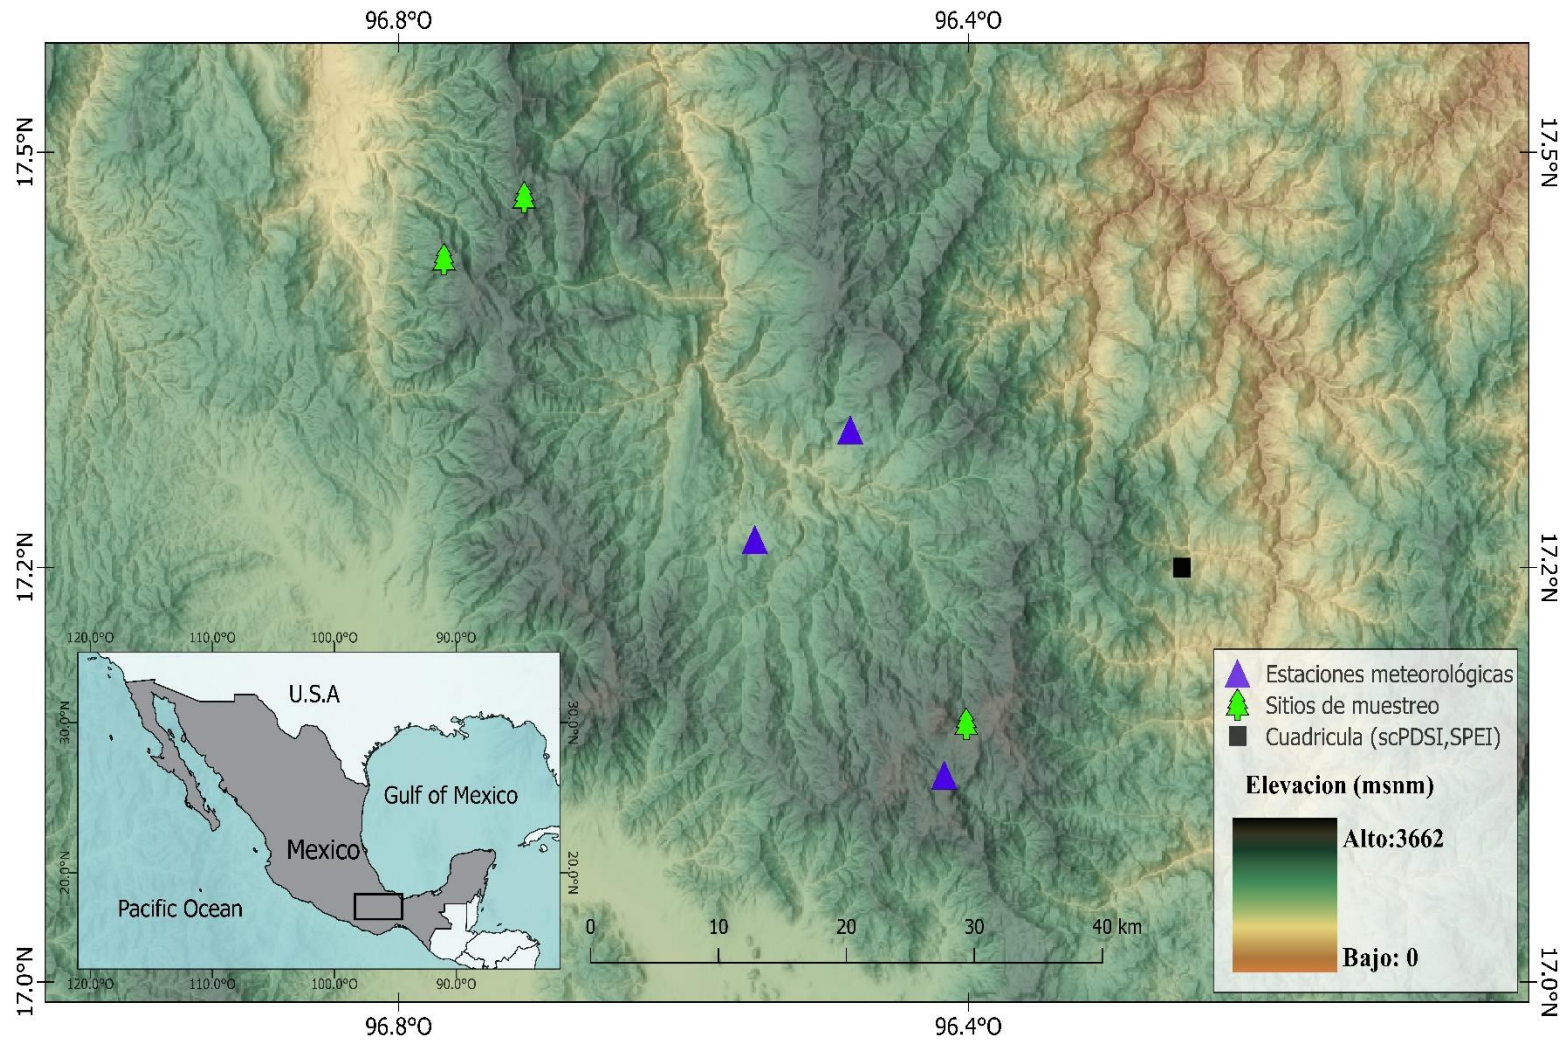 96.8°O
96.4°O
17.5°N
17.5°N
17.2°N
17.2°N
17.0°N
17.0°N
96.8°O
96.4°O
120.0°O
110.0°O
100.0°O
90.0°O
30.0°N
30.0°N
20.0°N
20.0°N
U.S.A
Gulf of Mexico
Mexico
Pacific Ocean
120.0°O
110.0°O
100.0°O
90.0°O
0
10
20
30
40 km
Estaciones meteorológicas
Sitios de muestreo
Cuadricula (scPDSI,SPEI)
Elevacion (msnm)
Alto:3662
Bajo: 0